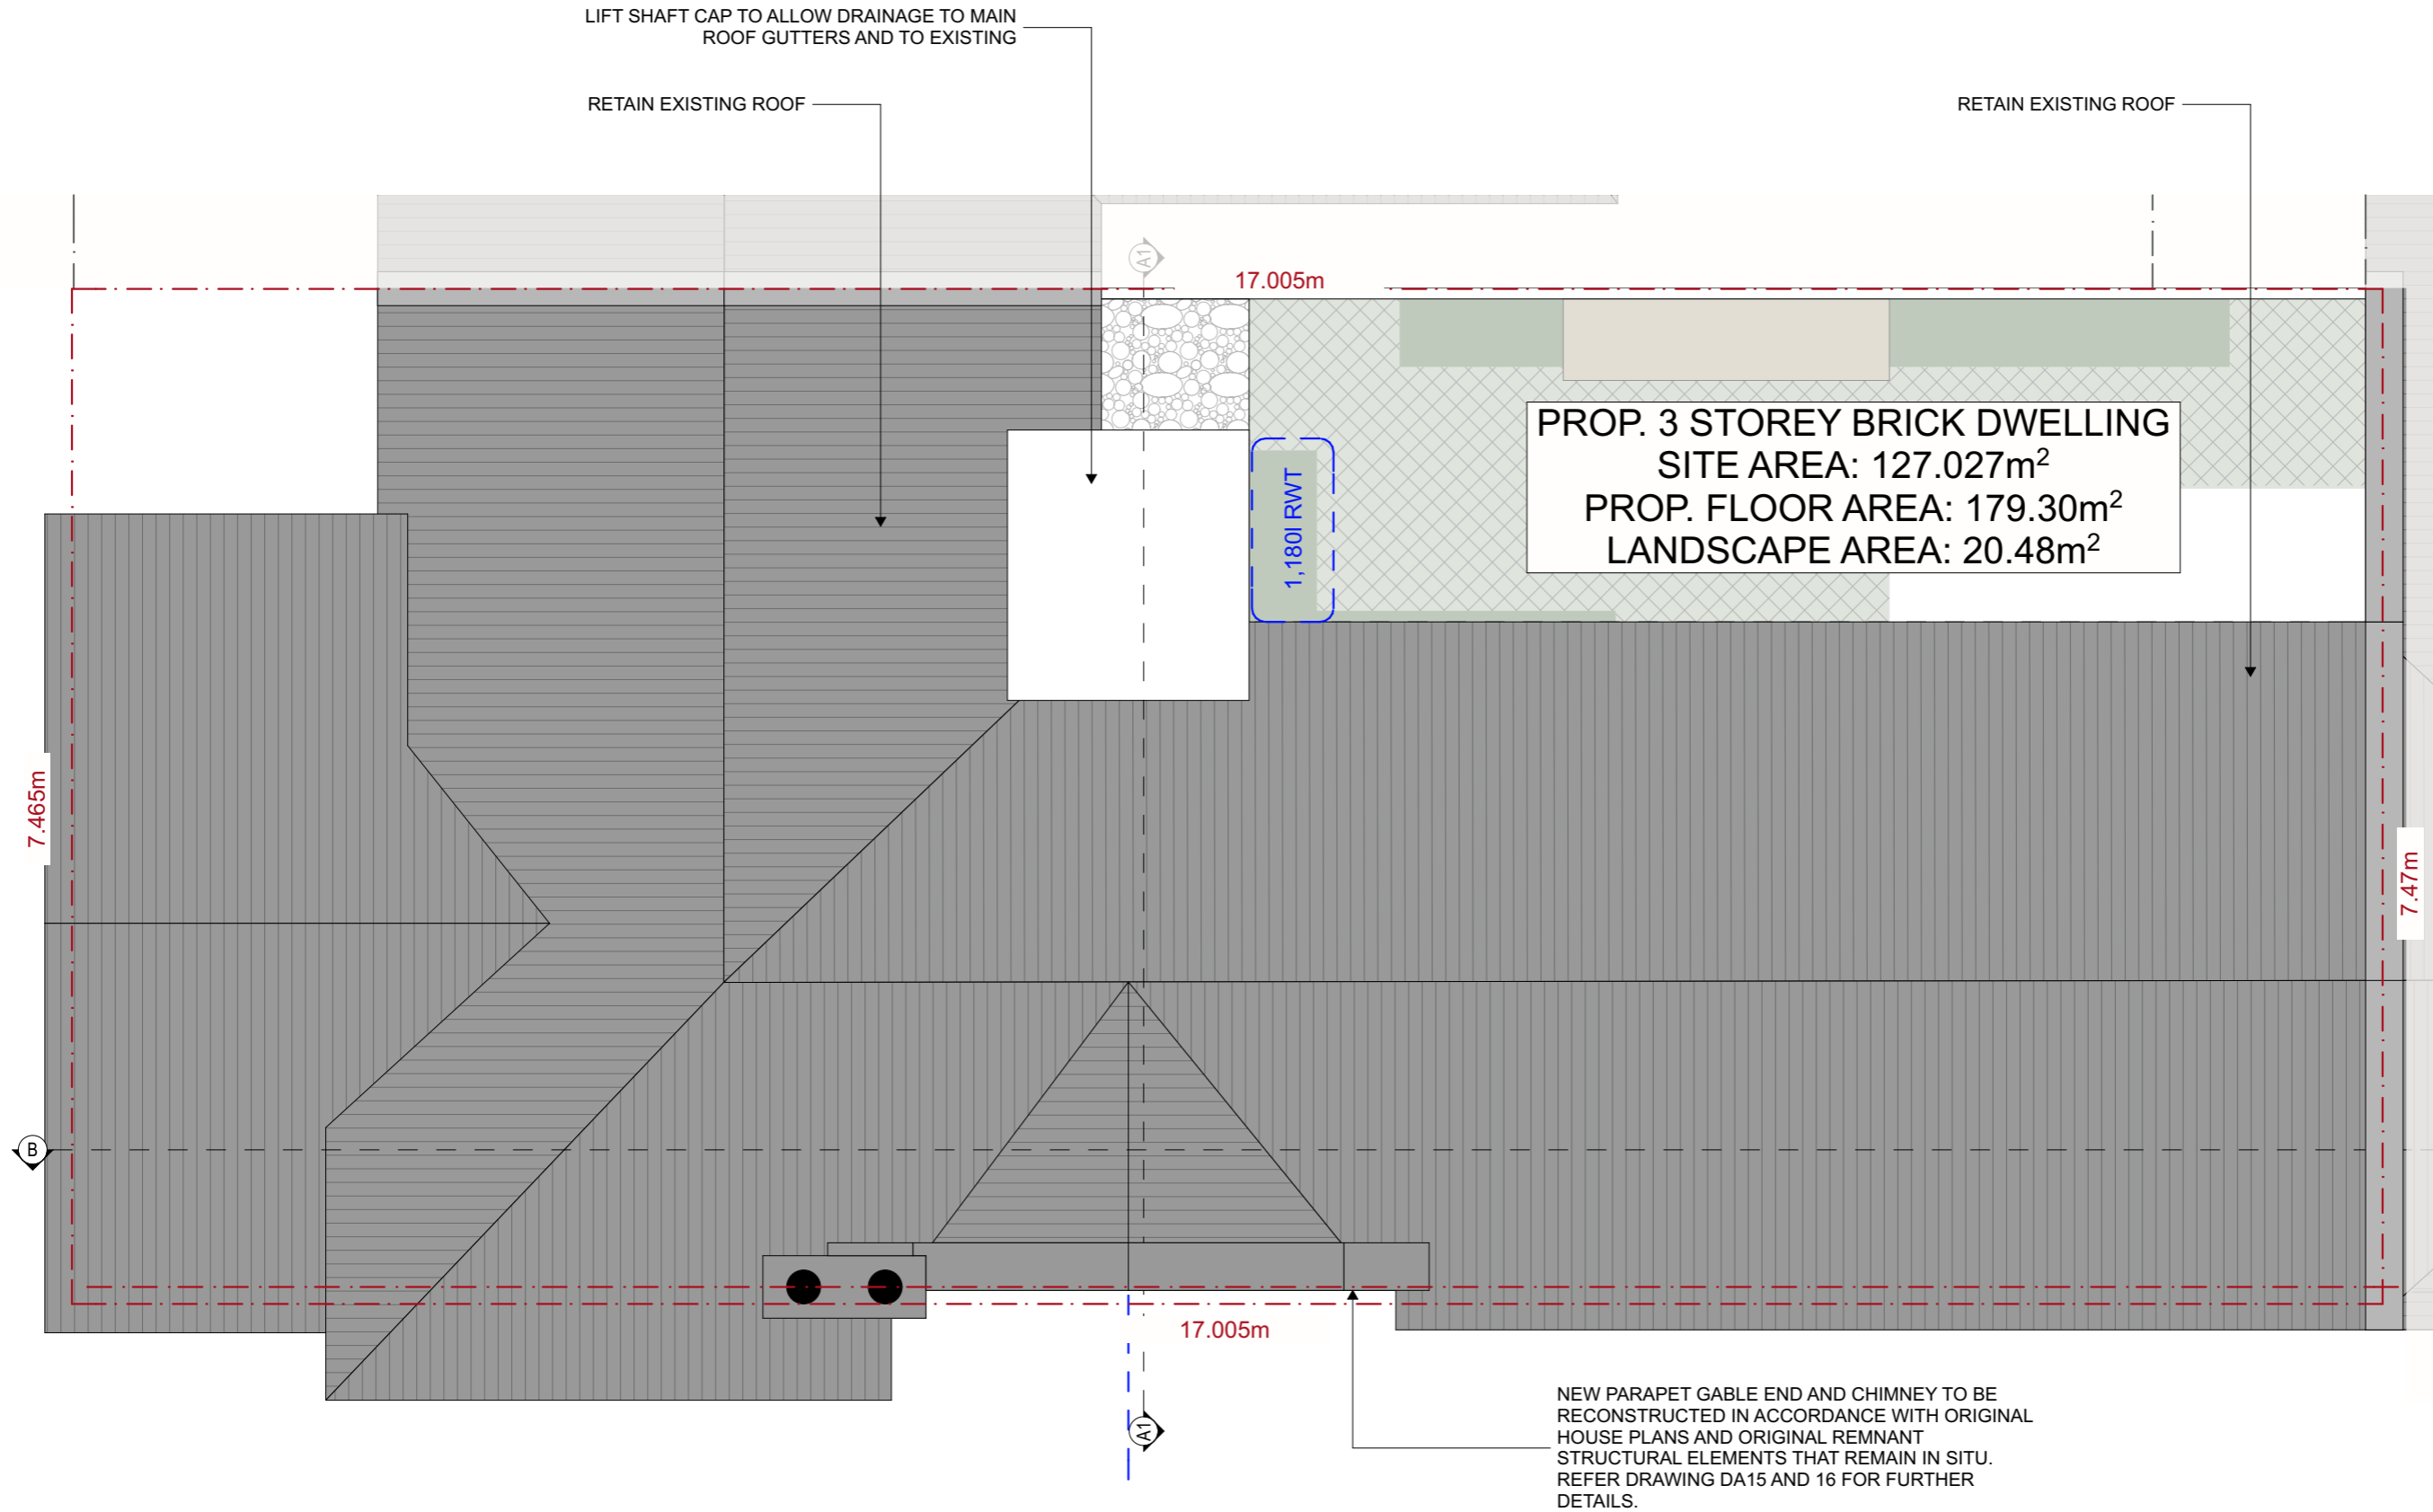 LIFT SHAFT CAP TO ALLOW DRAINAGE TO MAIN
ROOF GUTTERS AND TO EXISTING
RETAIN EXISTING ROOF
RETAIN EXISTING ROOF
A1
17.005m
PROP. 3 STOREY BRICK DWELLING
SITE AREA: 127.027m²
PROP. FLOOR AREA: 179.30m²
LANDSCAPE AREA: 20.48m²
1,180l RWT
7.465m
7.47m
B
17.005m
A1
NEW PARAPET GABLE END AND CHIMNEY TO BE
RECONSTRUCTED IN ACCORDANCE WITH ORIGINAL
HOUSE PLANS AND ORIGINAL REMNANT
STRUCTURAL ELEMENTS THAT REMAIN IN SITU.
REFER DRAWING DA15 AND 16 FOR FURTHER
DETAILS.